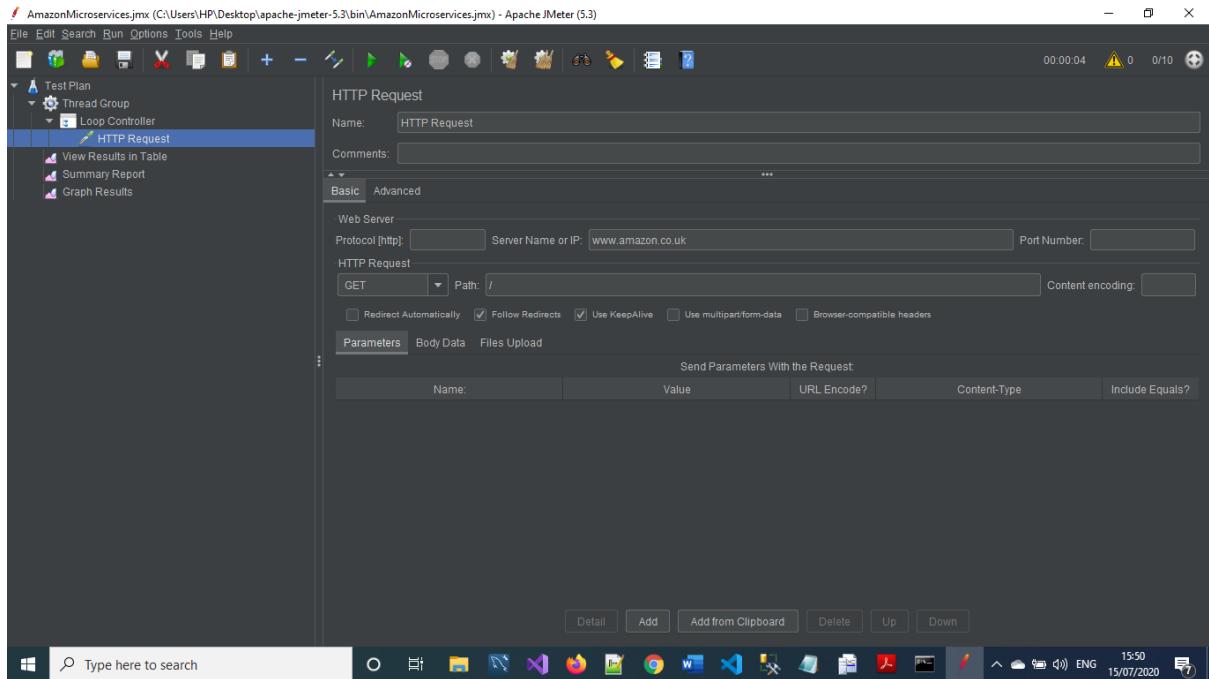 AmazonMicroservices.jmx (C:\Users\HP\Desktop\apache-jmeter-5.3\bin\AmazonMicroservices.jmx) - Apache JMeter (5.3)
File Edit Search Run Options Tools Help
00:00:04 0 0/10
Test Plan
Thread Group
Loop Controller
HTTP Request
View Results in Table
Summary Report
Graph Results
HTTP Request
Name: HTTP Request
Comments:
Basic Advanced
Web Server
Protocol [http]: Server Name or IP: www.amazon.co.uk Port Number:
HTTP Request
GET Path: / Content encoding:
Redirect Automatically Follow Redirects Use KeepAlive Use multipart/form-data Browser-compatible headers
Parameters Body Data Files Upload
Send Parameters With the Request:
Name: Value URL Encode? Content-Type Include Equals?
Detail Add Add from Clipboard Delete Up Down
Type here to search
ENG 15:50
15/07/2020